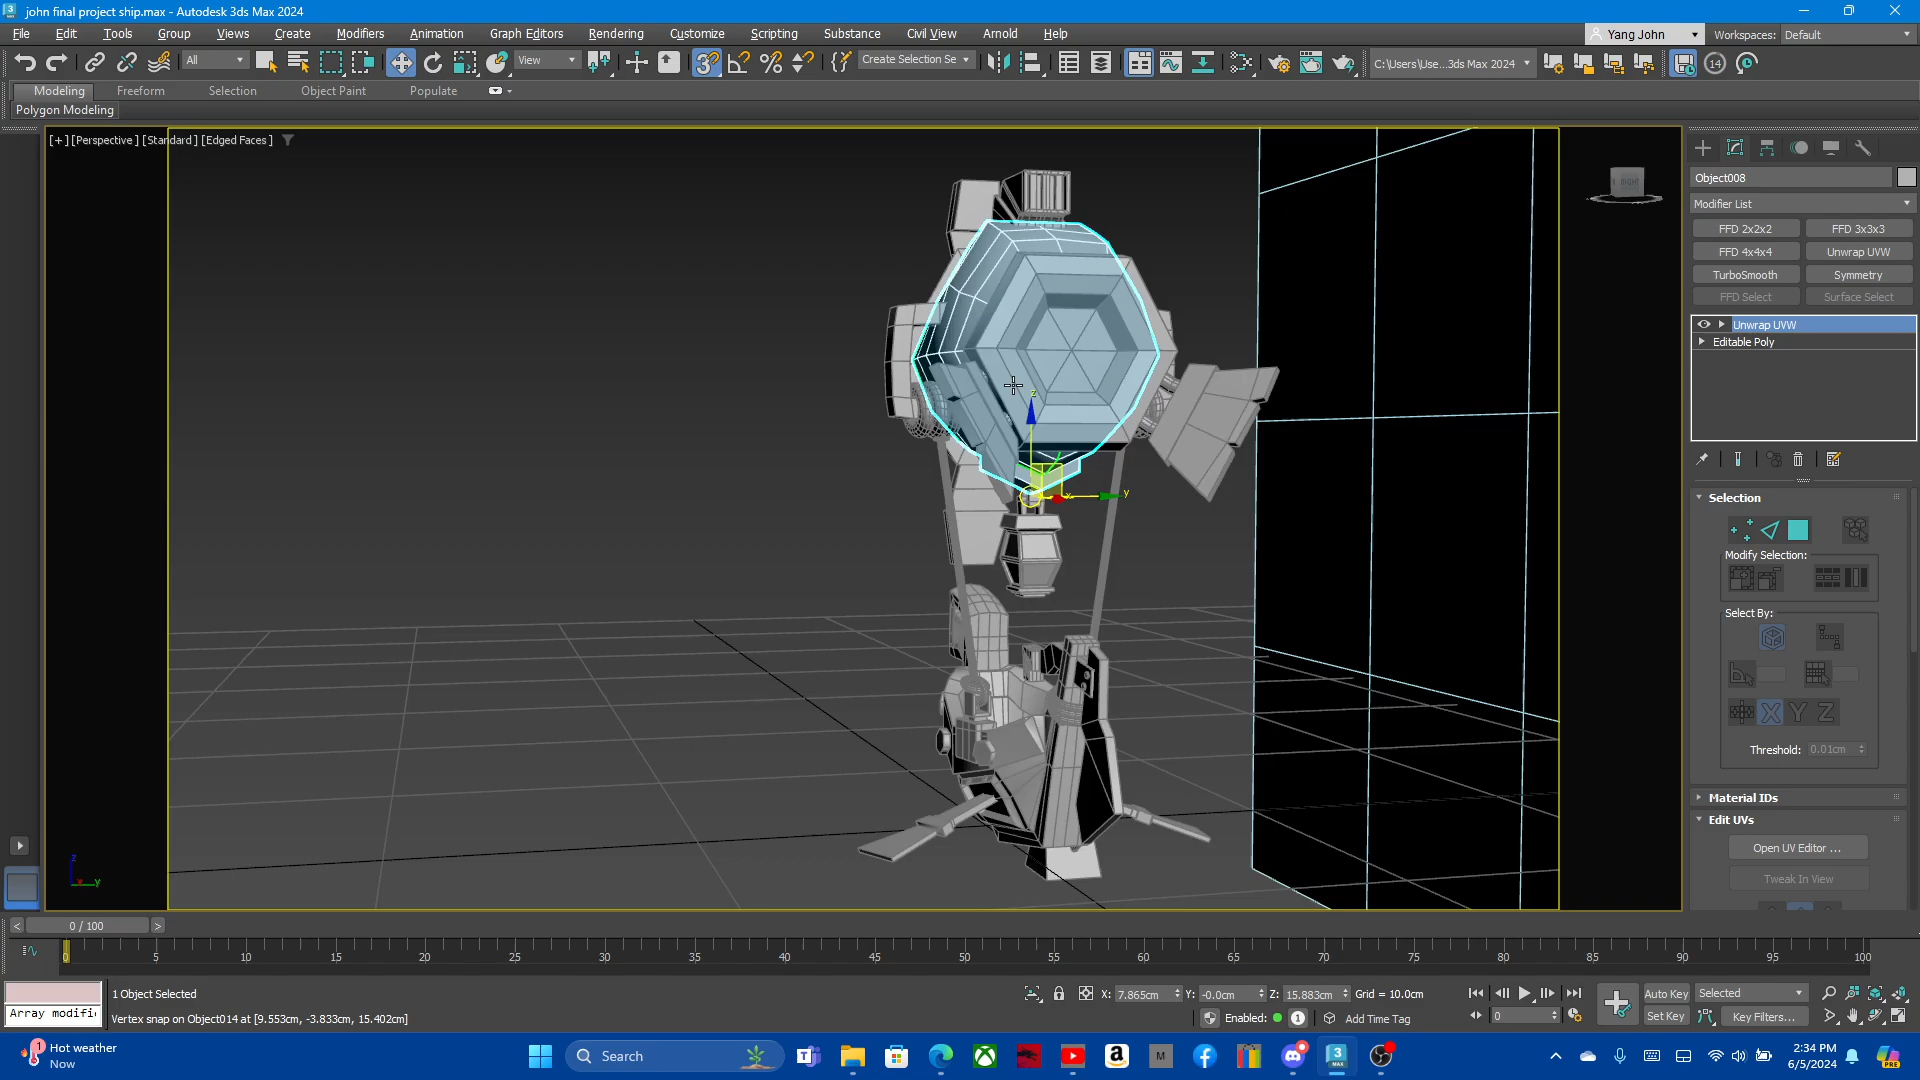 john final project ship.max - Autodesk 3ds Max 2024
File Edit Tools Group Views Create Modifiers Animation Graph Editors Rendering Customize Scripting Substance Civil View Arnold Help
Yang John Workspaces: Default
All View Create Selection Se C:\Users\Use...3ds Max 2024 14
Modeling Freeform Selection Object Paint Populate
Polygon Modeling
[+] [Perspective] [Standard] [Edged Faces]
RIGHT
Object008
Modifier List
FFD 2x2x2 FFD 3x3x3
FFD 4x4x4 Unwrap UVW
TurboSmooth Symmetry
FFD Select Surface Select
Unwrap UVW
Editable Poly
z
y
x
Selection
Modify Selection:
Select By:
X Y Z
Threshold: 0.01cm
Material IDs
Edit UVs
Open UV Editor ...
Tweak In View
z
x
y
< 0 / 100 >
0 5 10 15 20 25 30 35 40 45 50 55 60 65 70 75 80 85 90 95 100
1 Object Selected
X: 7.865cm Y: -0.0cm Z: 15.883cm Grid = 10.0cm
Auto Key Selected
Array modifi
Vertex snap on Object014 at [9.553cm, -3.833cm, 15.402cm]
Enabled: 1 Add Time Tag
0
Set Key Key Filters...
1
Hot weather
Now
Search
M
3
MAX
2:34 PM
6/5/2024
PRE